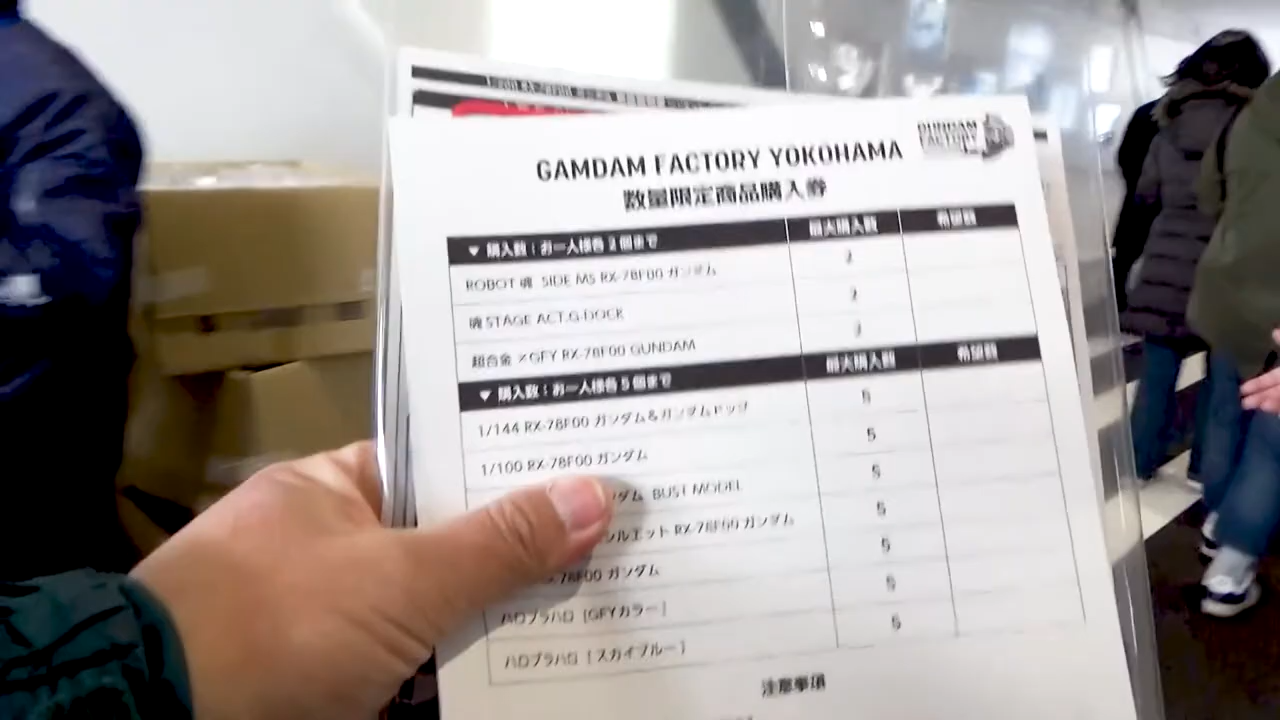 GAMDAM FACTORY YOKOHAMA
GUNDAM FACTORY
数量限定商品購入券
▼ 購入数:お一人様各2個まで 最大購入数 希望数
ROBOT 魂 SIDE MS RX-78F00 ガンダム 2
魂STAGE ACT.G-DOCK 2
超合金 ×GFY RX-78F00 GUNDAM 2
▼ 購入数:お一人様各5個まで 最大購入数 希望数
1/144 RX-78F00 ガンダム&ガンダムドック 5
1/100 RX-78F00 ガンダム 5
ダム BUST MODEL 5
シルエット RX-78F00 ガンダム 5
78F00 ガンダム 5
ハロプラハロ [GFYカラー] 5
ハロプラハロ [スカイブルー] 5
注意事項